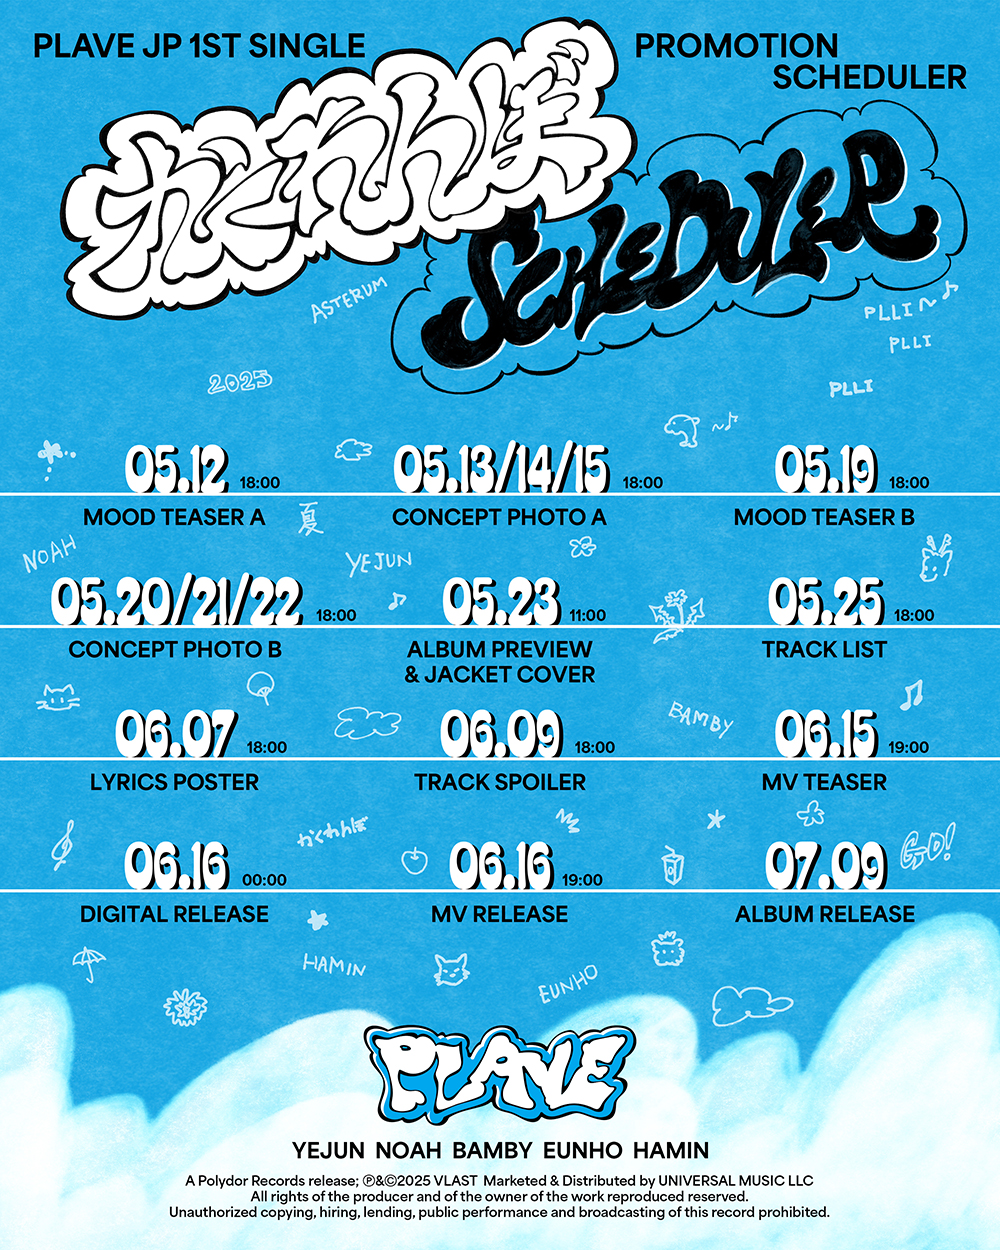 PLAVE JP 1ST SINGLE
PROMOTION
SCHEDULER
かくれんぼ
SCHEDULER
ASTERUM
PLLI~♪
PLLI
2025
PLLI
05.12 18:00
MOOD TEASER A
05.13/14/15 18:00
CONCEPT PHOTO A
05.19 18:00
MOOD TEASER B
夏
NOAH
YEJUN
05.20/21/22 18:00
CONCEPT PHOTO B
05.23 11:00
ALBUM PREVIEW
& JACKET COVER
05.25 18:00
TRACK LIST
BAMBY
06.07 18:00
LYRICS POSTER
06.09 18:00
TRACK SPOILER
06.15 19:00
MV TEASER
かくれんぼ
GO!
06.16 00:00
DIGITAL RELEASE
06.16 19:00
MV RELEASE
07.09
ALBUM RELEASE
HAMIN
EUNHO
PLAVE
YEJUN NOAH BAMBY EUNHO HAMIN
A Polydor Records release; ℗&©2025 VLAST Marketed & Distributed by UNIVERSAL MUSIC LLC
All rights of the producer and of the owner of the work reproduced reserved.
Unauthorized copying, hiring, lending, public performance and broadcasting of this record prohibited.